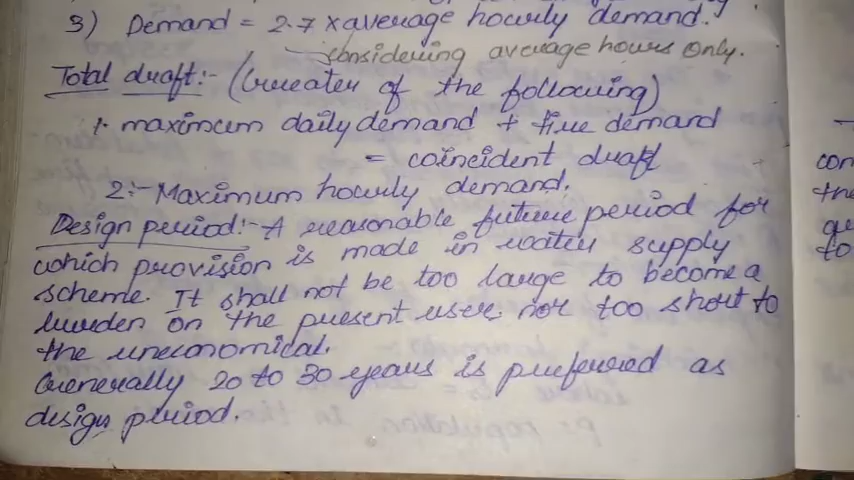 3) Demand = 2.7 x average hourly demand.
considering average hours only.
Total draft:- (Greater of the following)
1. maximum daily demand + fire demand
= coincident draft
2:- Maximum hourly demand.
Design period:- A reasonable future period for
which provision is made in water supply
scheme. It shall not be too large to become a
burden on the present user nor too short to
the uneconomical.
Generally 20 to 30 years is preferred as
design period.
con
the
to